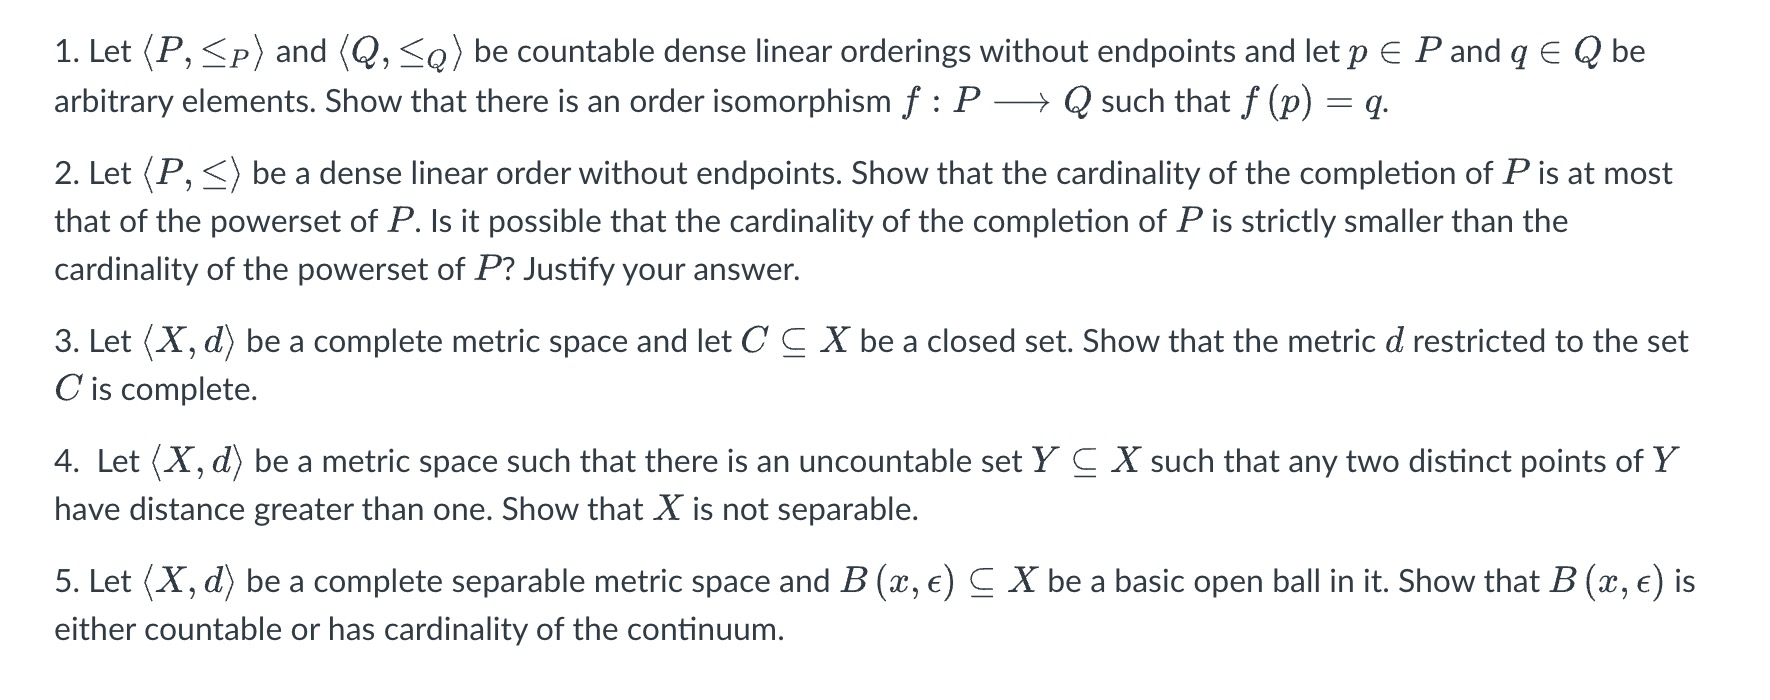 1. Let ⟨P, ≤_P⟩ and ⟨Q, ≤_Q⟩ be countable dense linear orderings without endpoints and let p ∈ P and q ∈ Q be
arbitrary elements. Show that there is an order isomorphism f : P ⟶ Q such that f (p) = q.
2. Let ⟨P, ≤⟩ be a dense linear order without endpoints. Show that the cardinality of the completion of P is at most
that of the powerset of P. Is it possible that the cardinality of the completion of P is strictly smaller than the
cardinality of the powerset of P? Justify your answer.
3. Let ⟨X, d⟩ be a complete metric space and let C ⊆ X be a closed set. Show that the metric d restricted to the set
C is complete.
4. Let ⟨X, d⟩ be a metric space such that there is an uncountable set Y ⊆ X such that any two distinct points of Y
have distance greater than one. Show that X is not separable.
5. Let ⟨X, d⟩ be a complete separable metric space and B (x, ϵ) ⊆ X be a basic open ball in it. Show that B (x, ϵ) is
either countable or has cardinality of the continuum.